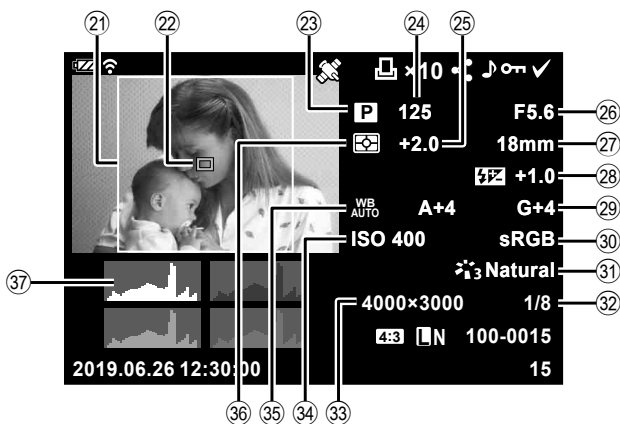 21 22 23 24 25
×10
P 125 F5.6 26
+2.0 18mm 27
+1.0 28
WB AUTO A+4 G+4 29
ISO 400 sRGB 30
3 Natural 31
37
4000×3000 1/8 32
4:3 L N 100-0015
2019.06.26 12:30:00 15
36 35 34 33